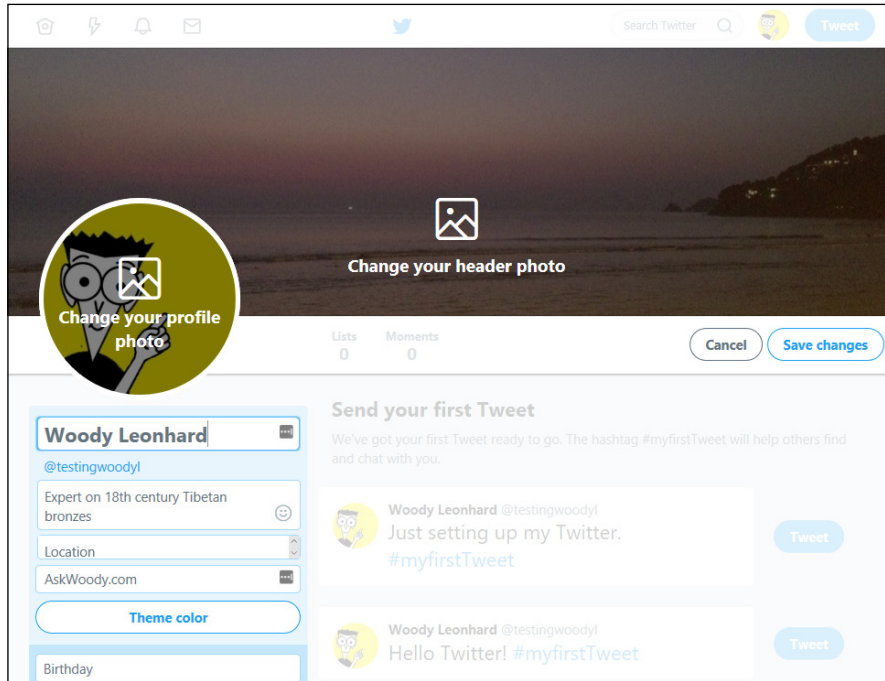 Search Twitter
Tweet
Change your header photo
Change your profile
photo
Lists
Moments
0
0
Cancel
Save changes
Woody Leonhard
@testingwoodyl
Expert on 18th century Tibetan
bronzes
Location
AskWoody.com
Theme color
Birthday
Send your first Tweet
We've got your first Tweet ready to go. The hashtag #myfirstTweet will help others find
and chat with you.
Woody Leonhard @testingwoodyl
Just setting up my Twitter.
#myfirstTweet
Tweet
Woody Leonhard @testingwoodyl
Hello Twitter! #myfirstTweet
Tweet